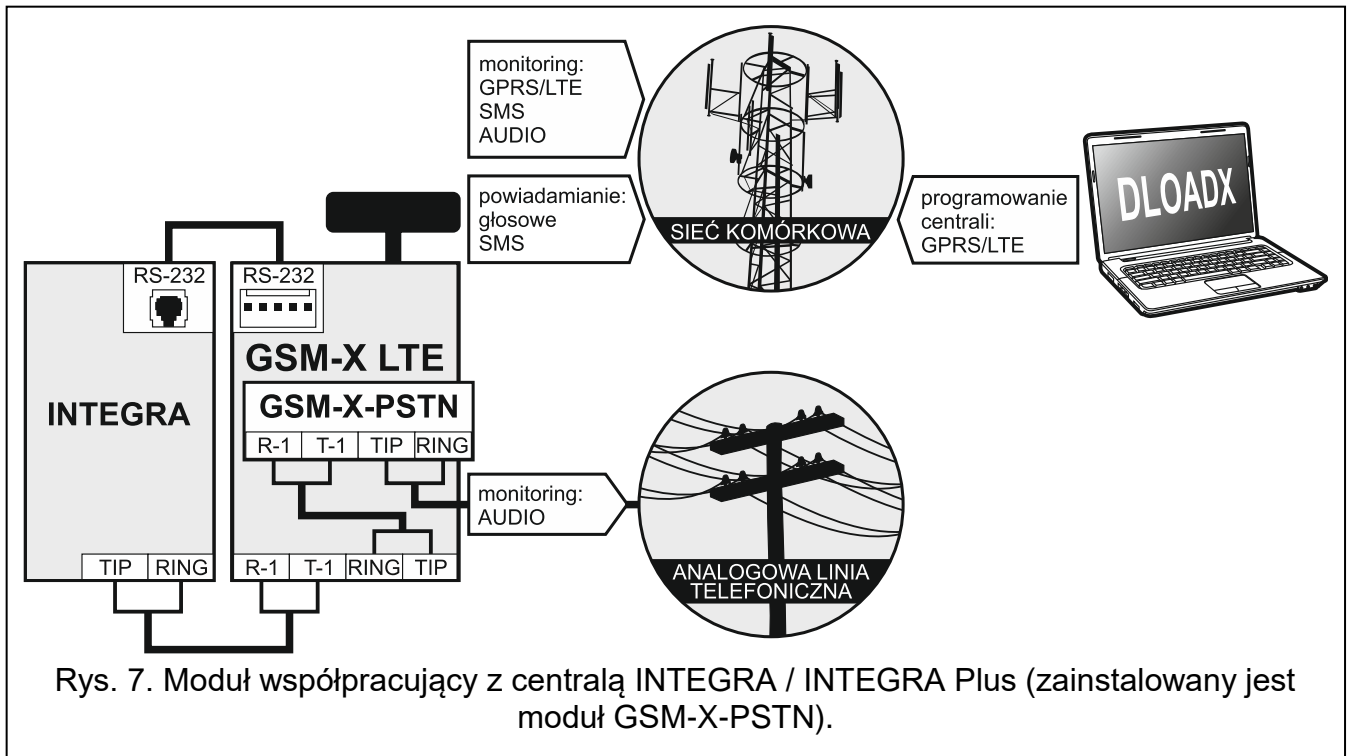 monitoring:
GPRS/LTE
SMS
AUDIO
powiadamianie:
głosowe
SMS
SIEĆ KOMÓRKOWA
programowanie
centrali:
GPRS/LTE
DLOADX
RS-232
RS-232
INTEGRA
GSM-X LTE
GSM-X-PSTN
R-1 T-1 TIP RING
monitoring:
AUDIO
TIP RING
R-1 T-1 RING TIP
ANALOGOWA LINIA
TELEFONICZNA
Rys. 7. Moduł współpracujący z centralą INTEGRA / INTEGRA Plus (zainstalowany jest
moduł GSM-X-PSTN).